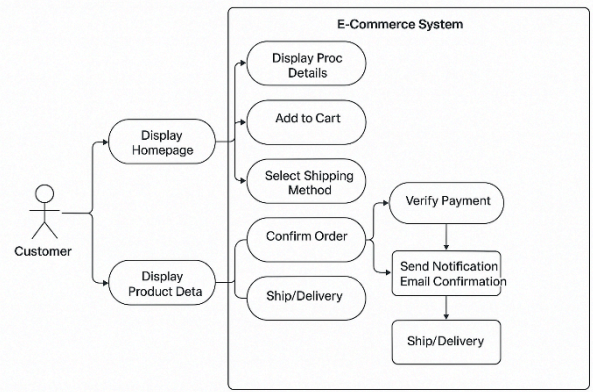 E-Commerce System
Display Proc
Details
Add to Cart
Display
Homepage
Select Shipping
Method
Verify Payment
Customer
Confirm Order
Send Notification
Email Confirmation
Display
Product Deta
Ship/Delivery
Ship/Delivery